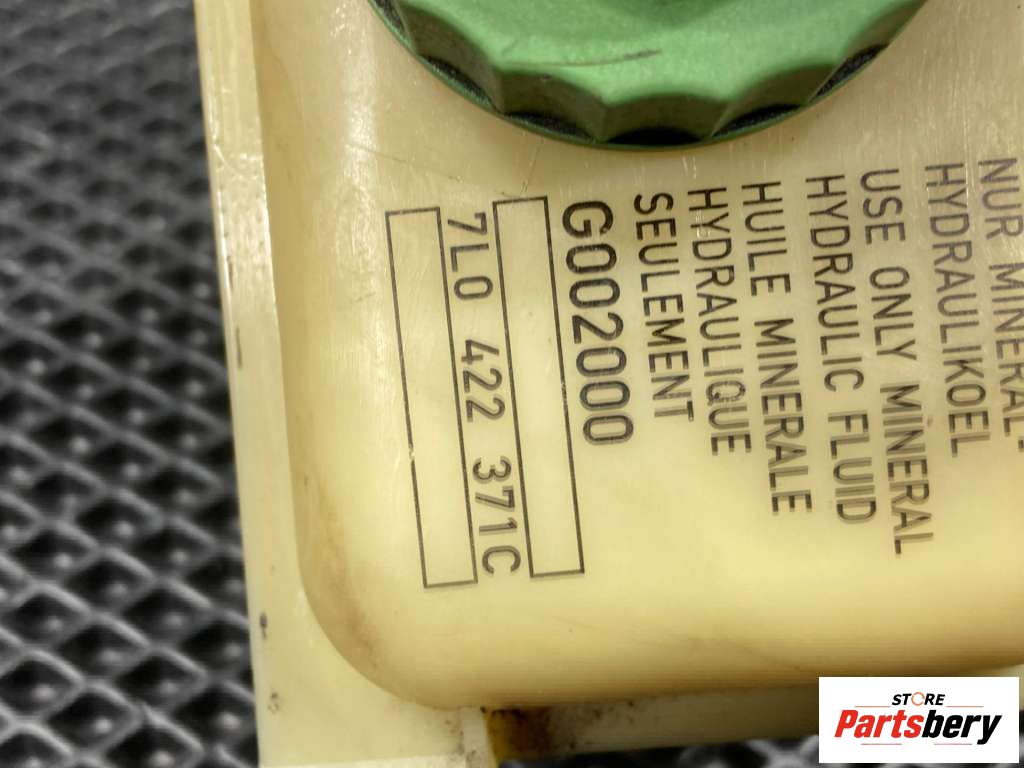 NUR MINERAL-
HYDRAULIKOEL
USE ONLY MINERAL
HYDRAULIC FLUID
HUILE MINERALE
HYDRAULIQUE
SEULEMENT
G002000
7L0 422 371C
STORE
Partsbery